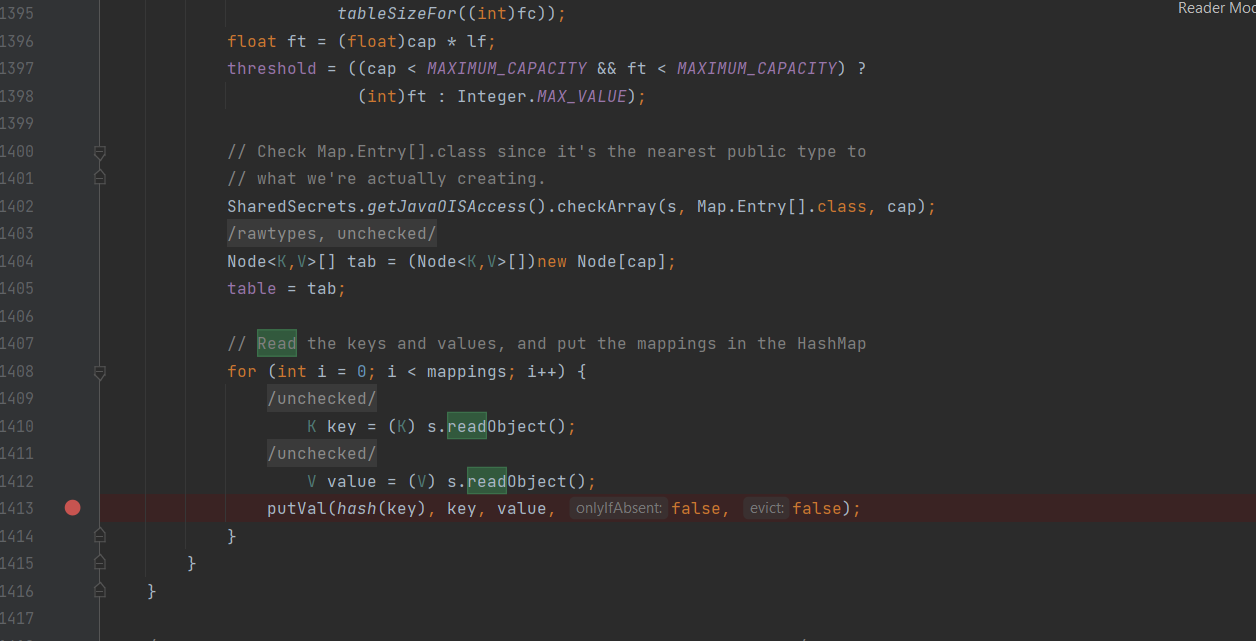 Reader Mod
1395 tableSizeFor((int)fc));
1396 float ft = (float)cap * lf;
1397 threshold = ((cap < MAXIMUM_CAPACITY && ft < MAXIMUM_CAPACITY) ?
1398 (int)ft : Integer.MAX_VALUE);
1399
1400 // Check Map.Entry[].class since it's the nearest public type to
1401 // what we're actually creating.
1402 SharedSecrets.getJavaOISAccess().checkArray(s, Map.Entry[].class, cap);
1403 /rawtypes, unchecked/
1404 Node<K,V>[] tab = (Node<K,V>[])new Node[cap];
1405 table = tab;
1406
1407 // Read the keys and values, and put the mappings in the HashMap
1408 for (int i = 0; i < mappings; i++) {
1409 /unchecked/
1410 K key = (K) s.readObject();
1411 /unchecked/
1412 V value = (V) s.readObject();
1413 putVal(hash(key), key, value, onlyIfAbsent: false, evict: false);
1414 }
1415 }
1416 }
1417